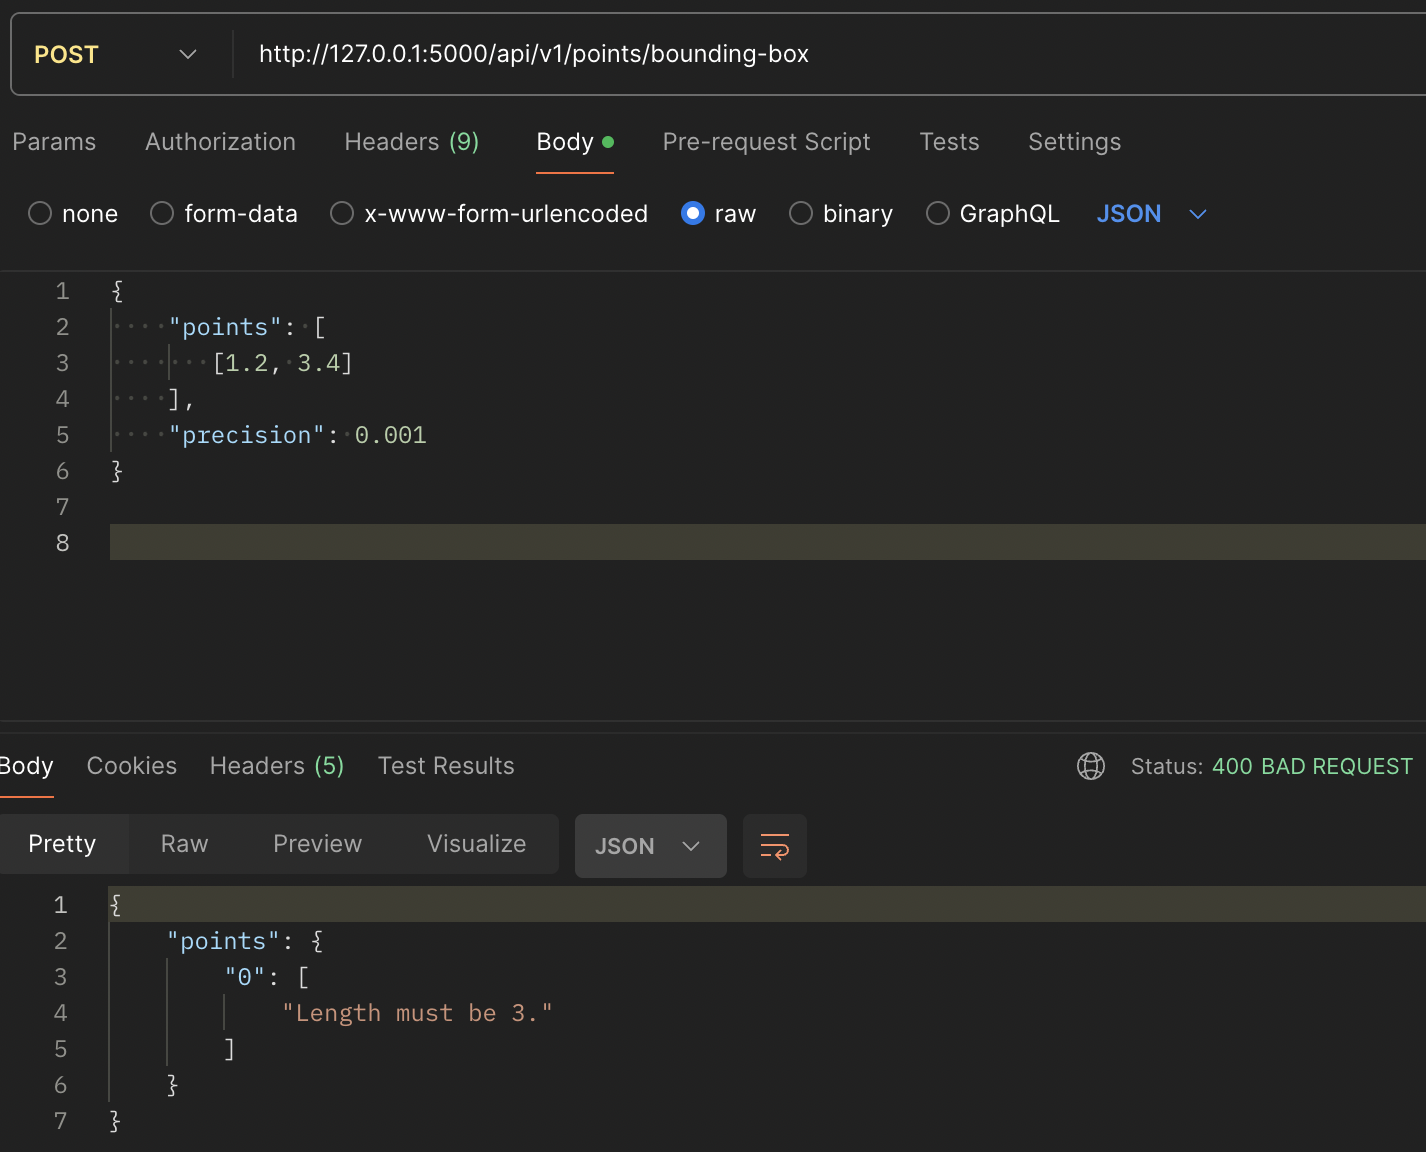 POST http://127.0.0.1:5000/api/v1/points/bounding-box
Params Authorization Headers (9) Body Pre-request Script Tests Settings
none form-data x-www-form-urlencoded raw binary GraphQL JSON
1 {
2 "points": [
3 [1.2, 3.4]
4 ],
5 "precision": 0.001
6 }
7
8
Body Cookies Headers (5) Test Results Status: 400 BAD REQUEST
Pretty Raw Preview Visualize JSON
1 {
2 "points": {
3 "0": [
4 "Length must be 3."
5 ]
6 }
7 }